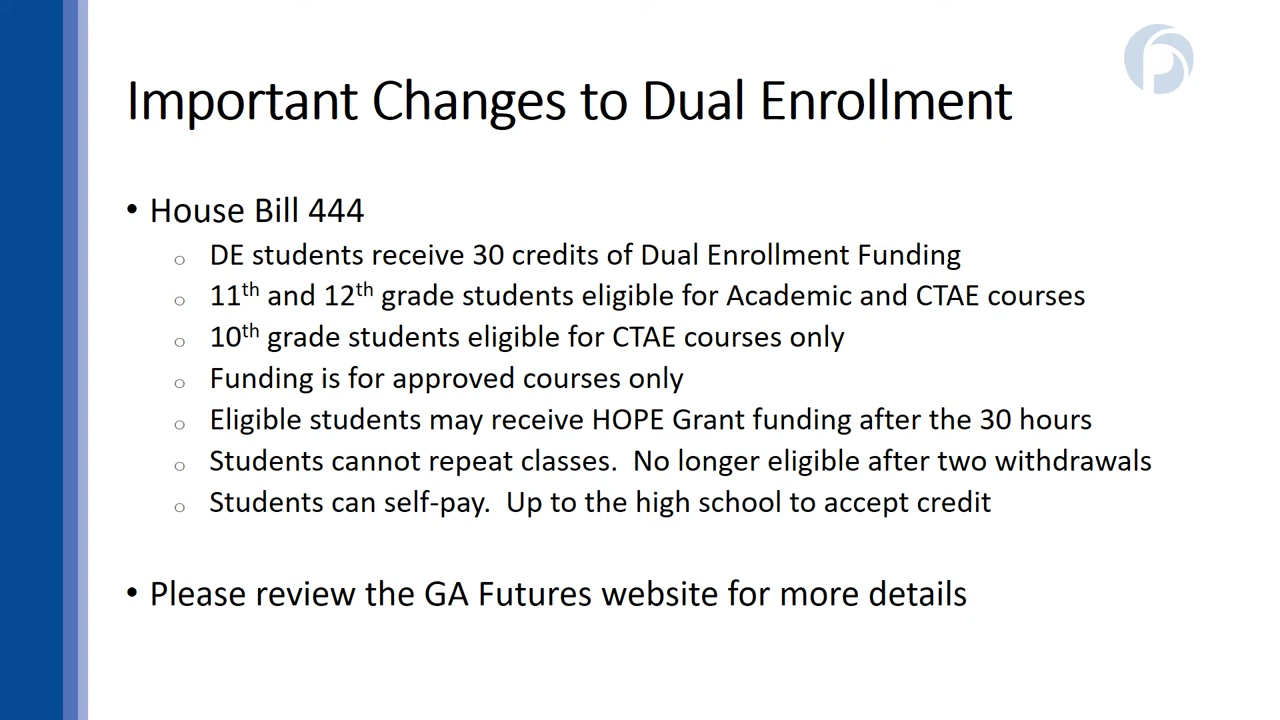 Important Changes to Dual Enrollment
• House Bill 444
o DE students receive 30 credits of Dual Enrollment Funding
o 11th and 12th grade students eligible for Academic and CTAE courses
o 10th grade students eligible for CTAE courses only
o Funding is for approved courses only
o Eligible students may receive HOPE Grant funding after the 30 hours
o Students cannot repeat classes.  No longer eligible after two withdrawals
o Students can self-pay.  Up to the high school to accept credit
• Please review the GA Futures website for more details